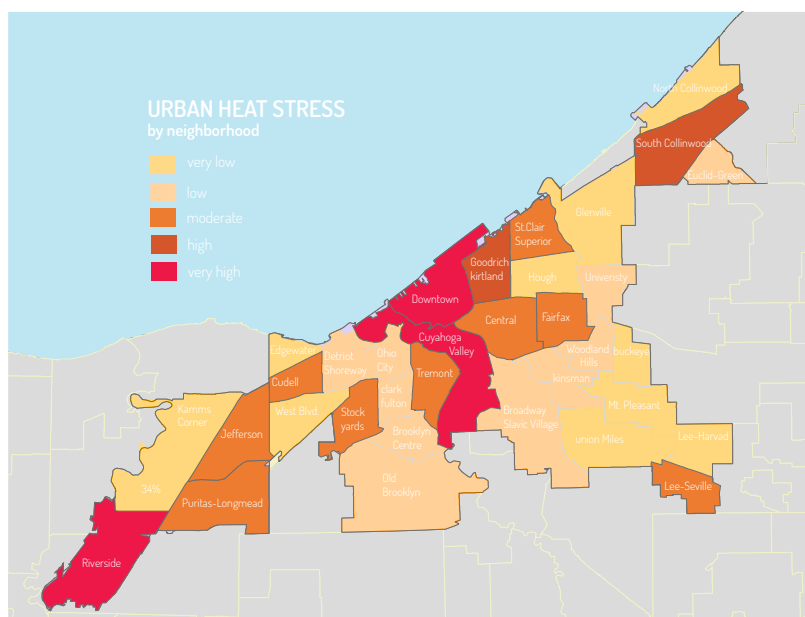 URBAN HEAT STRESS
by neighborhood
very low
low
moderate
high
very high
North Collinwood
South Collinwood
Euclid-Green
Glenville
St.Clair
Superior
Goodrich
kirtland
Hough
Univeristy
Downtown
Central
Fairfax
Cuyahoga
Valley
Edgewater
Detriot
Shoreway
Ohio
City
Woodland
Hills
buckeye
Cudell
Tremont
kinsman
Kamms
Corner
West Blvd
Stock
yards
clark
fulton
Broadway
Slavic Village
Mt. Pleasant
Jefferson
Brooklyn
Centre
union Miles
Lee-Harvad
34%
Puritas-Longmead
Old
Brooklyn
Lee-Seville
Riverside